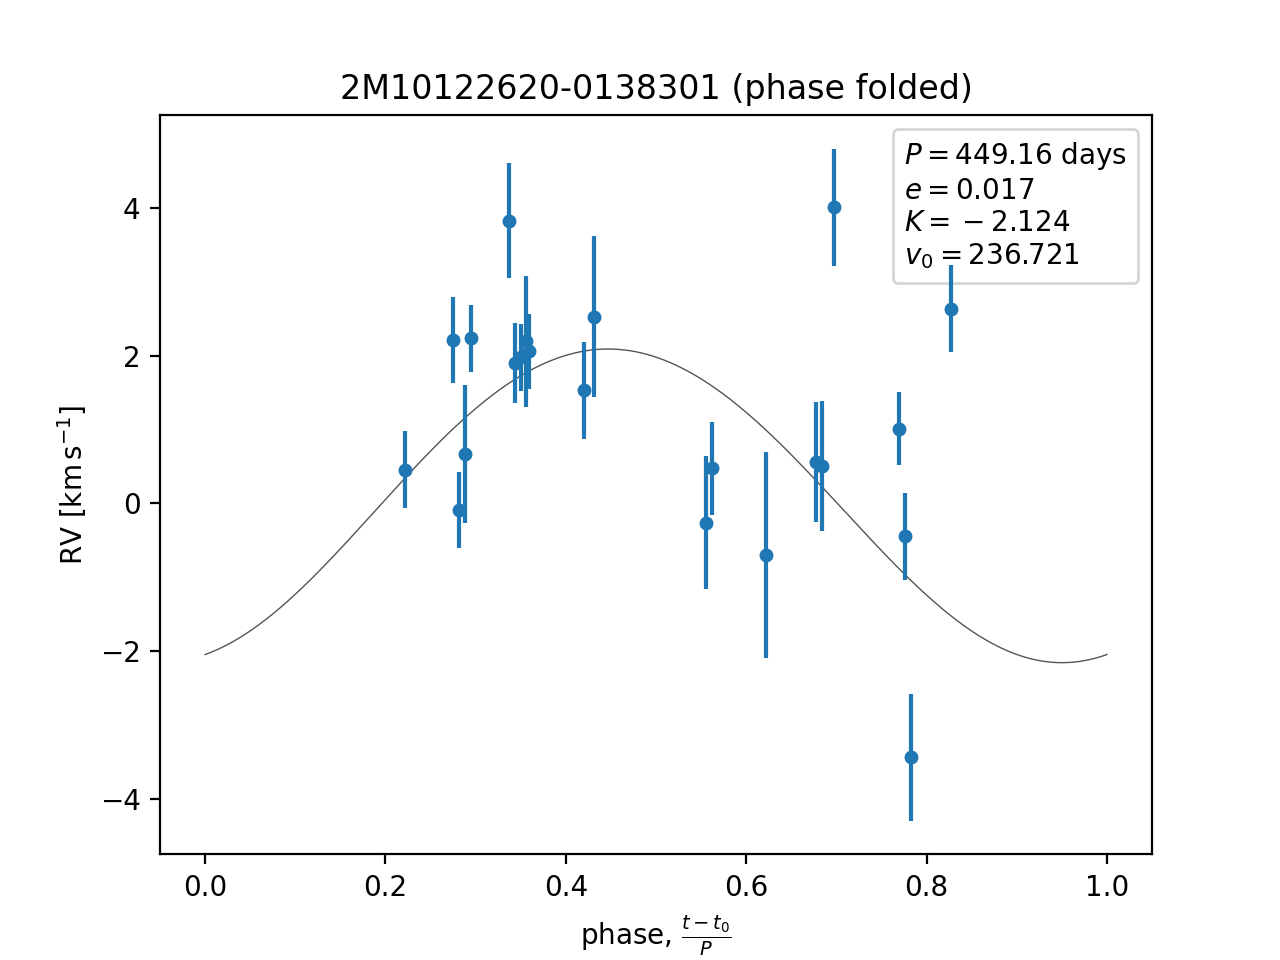 2M10122620-0138301 (phase folded)
P = 449.16 days
e = 0.017
K = −2.124
v₀ = 236.721
RV [km s⁻¹]
4
2
0
−2
−4
0.0 0.2 0.4 0.6 0.8 1.0
phase, (t − t₀)/P